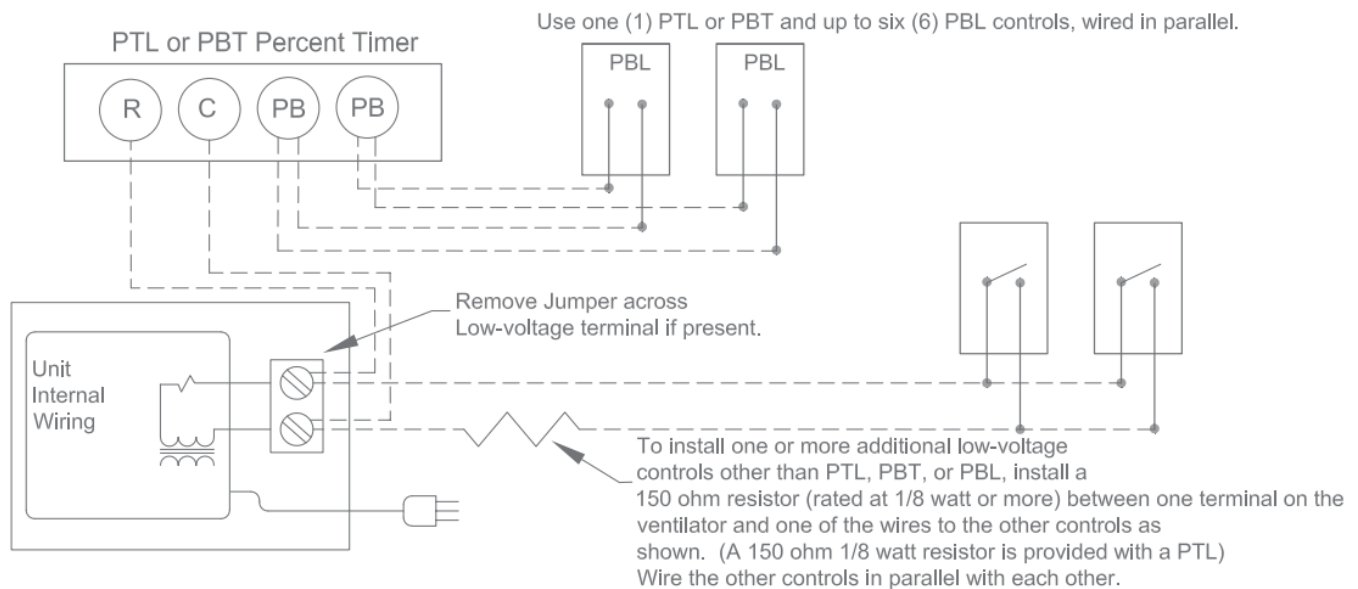 Use one (1) PTL or PBT and up to six (6) PBL controls, wired in parallel.
PTL or PBT Percent Timer
PBL
PBL
R
C
PB
PB
Remove Jumper across
Low-voltage terminal if present.
Unit
Internal
Wiring
To install one or more additional low-voltage
controls other than PTL, PBT, or PBL, install a
150 ohm resistor (rated at 1/8 watt or more) between one terminal on the
ventilator and one of the wires to the other controls as
shown. (A 150 ohm 1/8 watt resistor is provided with a PTL)
Wire the other controls in parallel with each other.